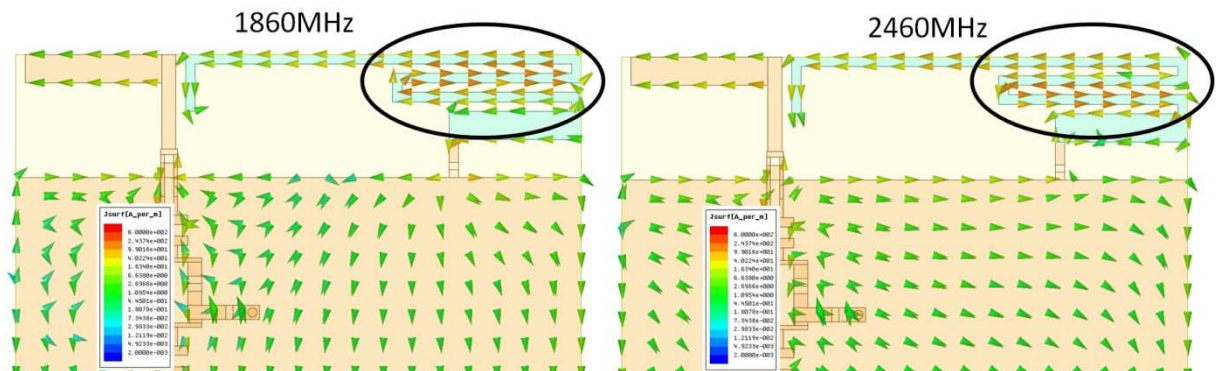 1860MHz
2460MHz
Jsurf[A_per_m]
6.0000e+002
2.4374e+002
9.9016e+001
4.0224e+001
1.6340e+001
6.6380e+000
2.6966e+000
1.0954e+000
4.4501e-001
1.8078e-001
7.3438e-002
2.9833e-002
1.2119e-002
4.9233e-003
2.0000e-003
Jsurf[A_per_m]
6.0000e+002
2.4374e+002
9.9016e+001
4.0224e+001
1.6340e+001
6.6380e+000
2.6966e+000
1.0954e+000
4.4501e-001
1.8078e-001
7.3438e-002
2.9833e-002
1.2119e-002
4.9233e-003
2.0000e-003